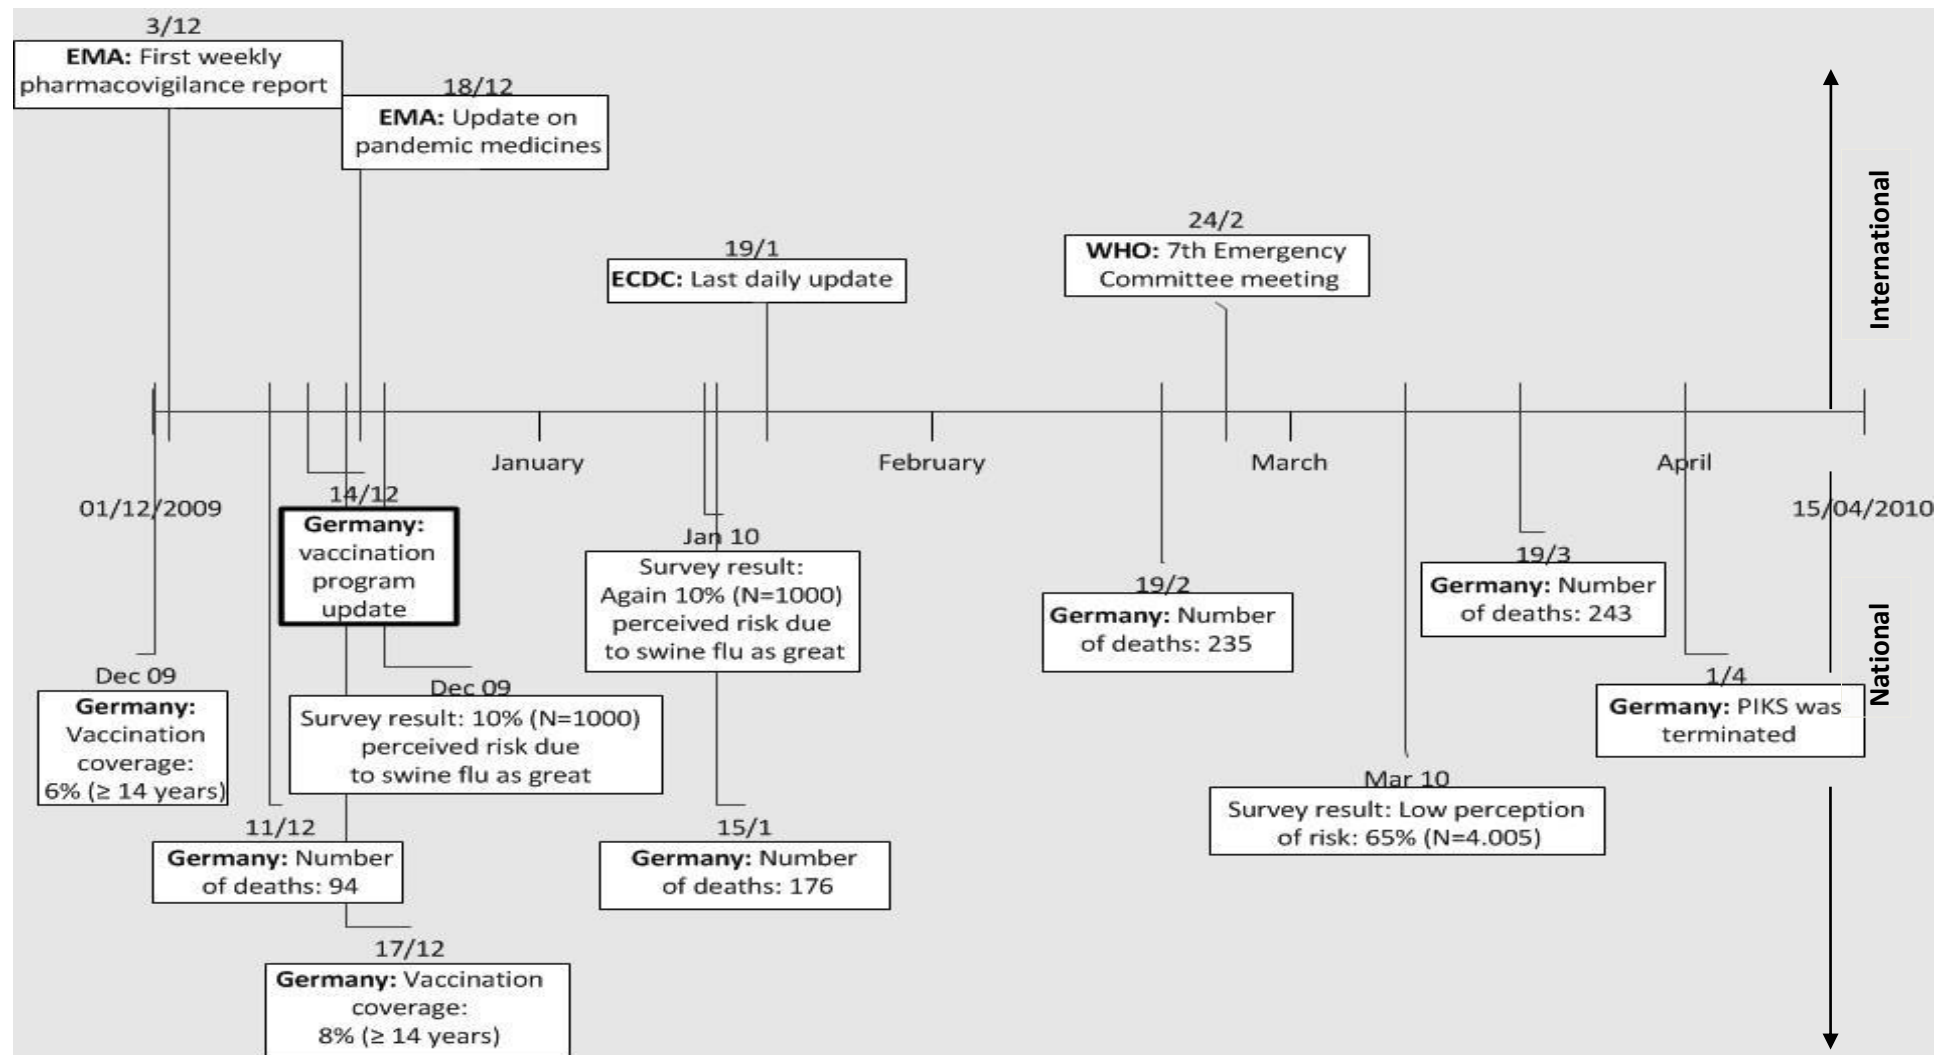 3/12
EMA: First weekly
pharmacovigilance report
18/12
EMA: Update on
pandemic medicines
19/1
ECDC: Last daily update
24/2
WHO: 7th Emergency
Committee meeting
International
January
February
March
April
01/12/2009
15/04/2010
14/12
Germany:
vaccination
program
update
Jan 10
Survey result:
Again 10% (N=1000)
perceived risk due
to swine flu as great
19/2
Germany: Number
of deaths: 235
19/3
Germany: Number
of deaths: 243
National
Dec 09
Germany:
Vaccination
coverage:
6% (≥ 14 years)
Dec 09
Survey result: 10% (N=1000)
perceived risk due
to swine flu as great
1/4
Germany: PIKS was
terminated
Mar 10
Survey result: Low perception
of risk: 65% (N=4.005)
11/12
Germany: Number
of deaths: 94
15/1
Germany: Number
of deaths: 176
17/12
Germany: Vaccination
coverage:
8% (≥ 14 years)